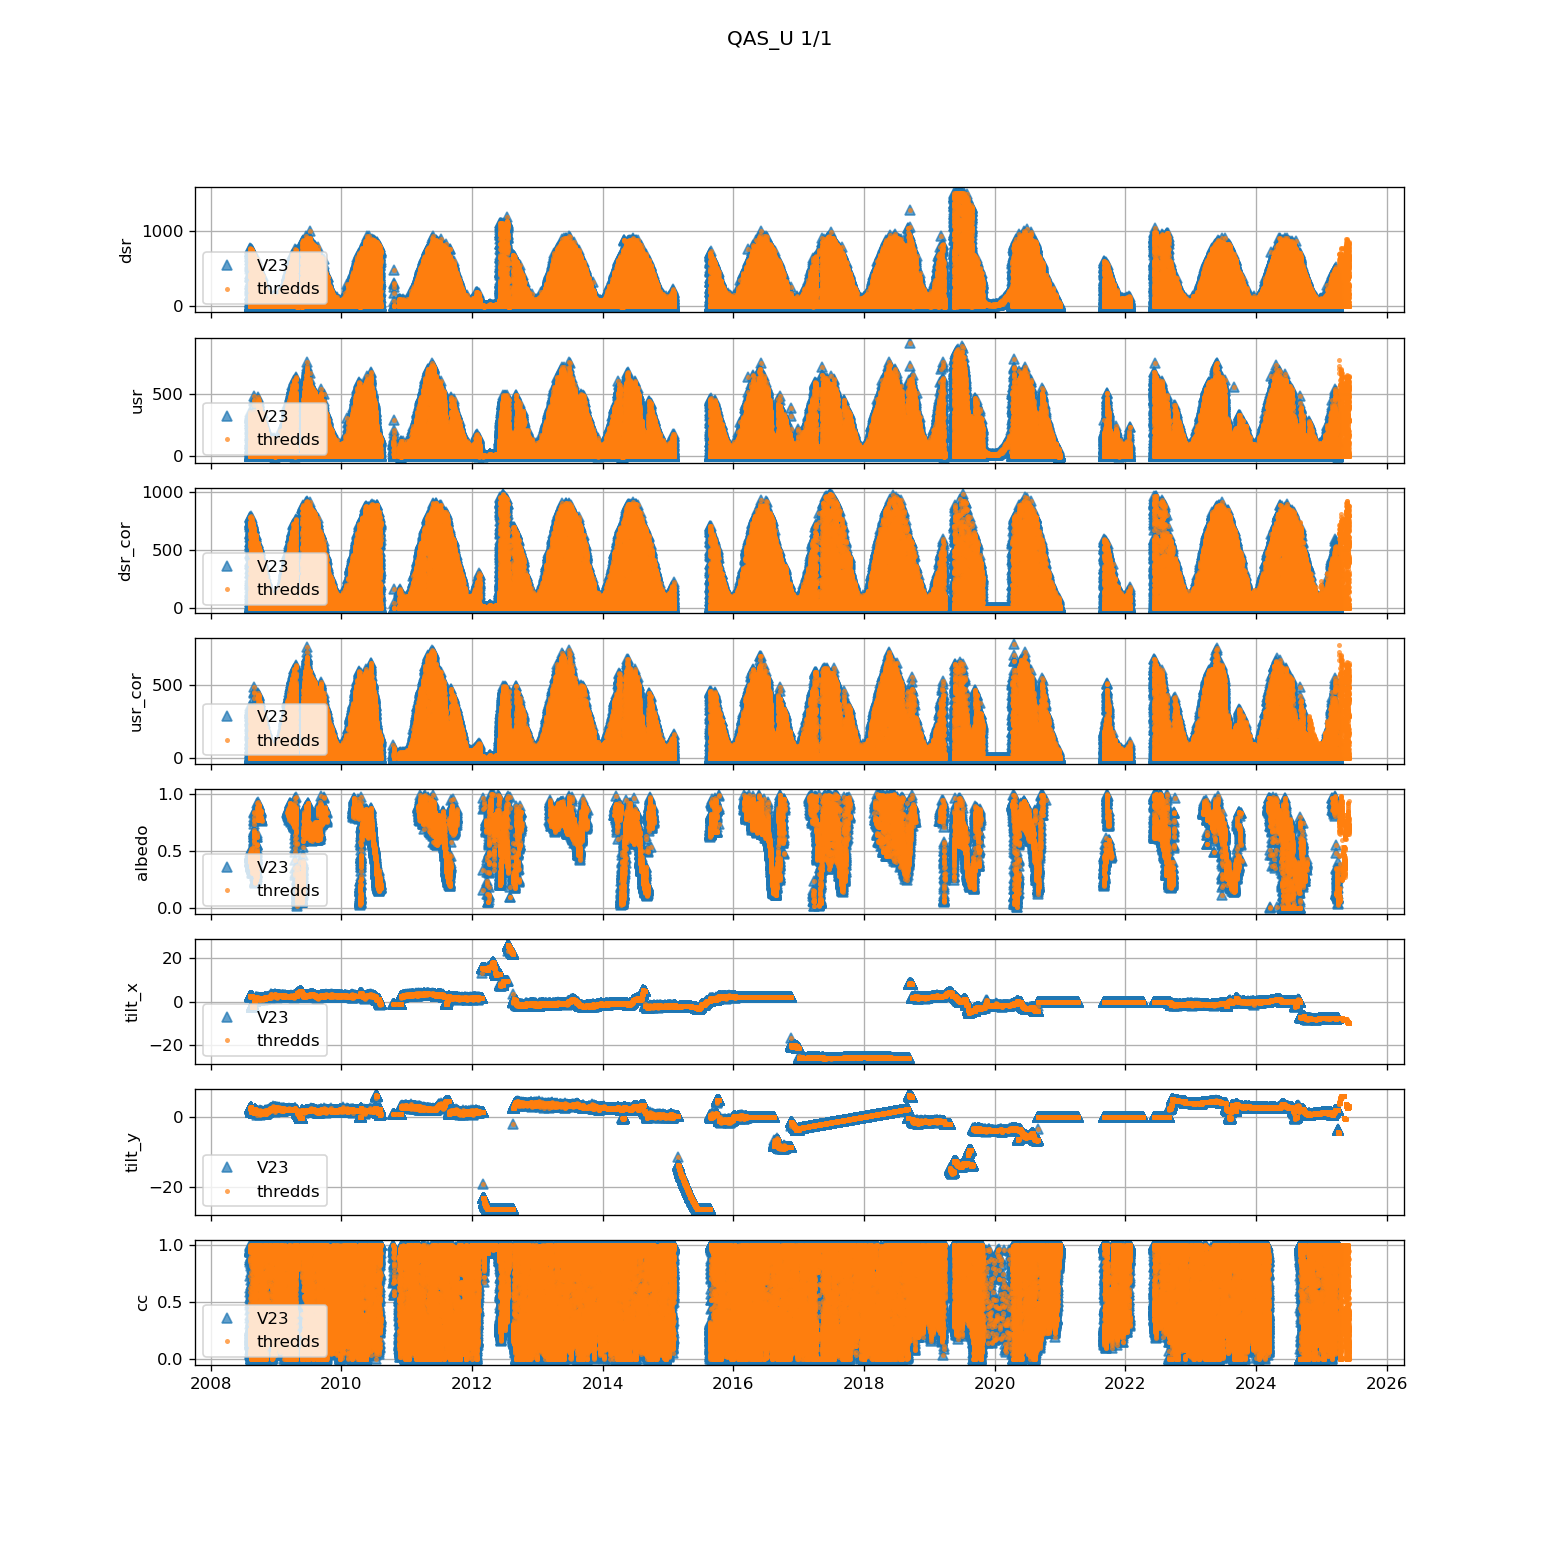 QAS_U 1/1
dsr
1000
0
V23
thredds
usr
500
0
V23
thredds
dsr_cor
1000
500
0
V23
thredds
usr_cor
500
0
V23
thredds
albedo
1.0
0.5
0.0
V23
thredds
tilt_x
20
0
−20
V23
thredds
tilt_y
0
−20
V23
thredds
cc
1.0
0.5
0.0
V23
thredds
2008 2010 2012 2014 2016 2018 2020 2022 2024 2026